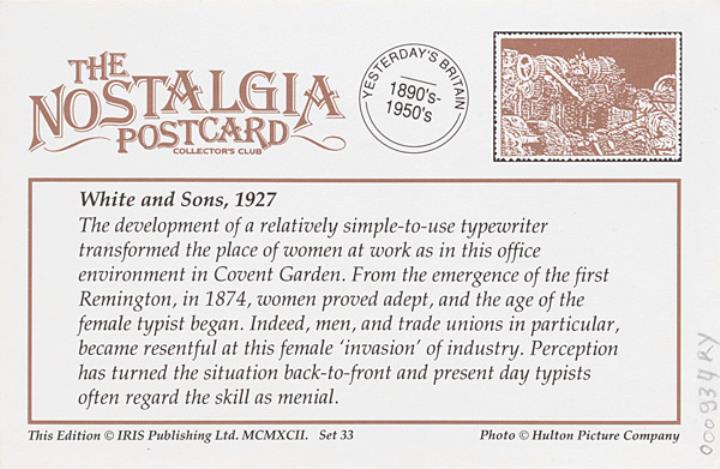 THE
NOSTALGIA
POSTCARD
COLLECTOR'S CLUB
YESTERDAY'S BRITAIN
1890's-
1950's
White and Sons, 1927
The development of a relatively simple-to-use typewriter
transformed the place of women at work as in this office
environment in Covent Garden. From the emergence of the first
Remington, in 1874, women proved adept, and the age of the
female typist began. Indeed, men, and trade unions in particular,
became resentful at this female ‘invasion’ of industry. Perception
has turned the situation back-to-front and present day typists
often regard the skill as menial.
This Edition © IRIS Publishing Ltd. MCMXCII. Set 33
Photo © Hulton Picture Company
000934RY